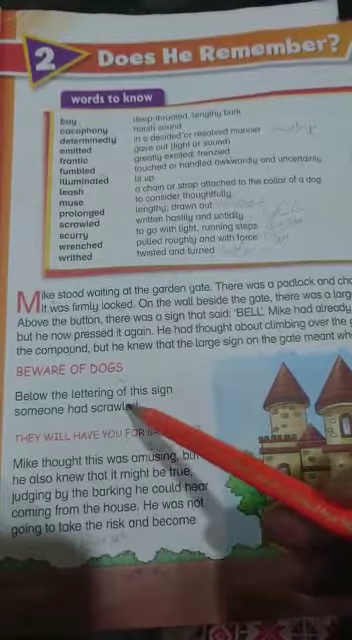 2 Does He Remember?
words to know
bay deep-throated, lengthy bark
cacophony harsh sound
determinedly in a decided or resolved manner
emitted gave out (light or sound)
frantic greatly excited; frenzied
fumbled touched or handled awkwardly and uncertainly
illuminated lit up
leash a chain or strap attached to the collar of a dog
muse to consider thoughtfully
prolonged lengthy; drawn out
scrawled written hastily and untidily
scurry to go with light, running steps
wrenched pulled roughly and with force
writhed twisted and turned
Mike stood waiting at the garden gate. There was a padlock and
It was firmly locked. On the wall beside the gate, there was a
Above the button, there was a sign that said: 'BELL'. Mike had already
but he now pressed it again. He had thought about climbing over the
the compound, but he knew that the large sign on the gate meant
BEWARE OF DOGS
Below the lettering of this sign
someone had scrawled
THEY WILL HAVE YOU FOR
Mike thought this was amusing, but
he also knew that it might be true,
judging by the barking he could hear
coming from the house. He was not
going to take the risk and become